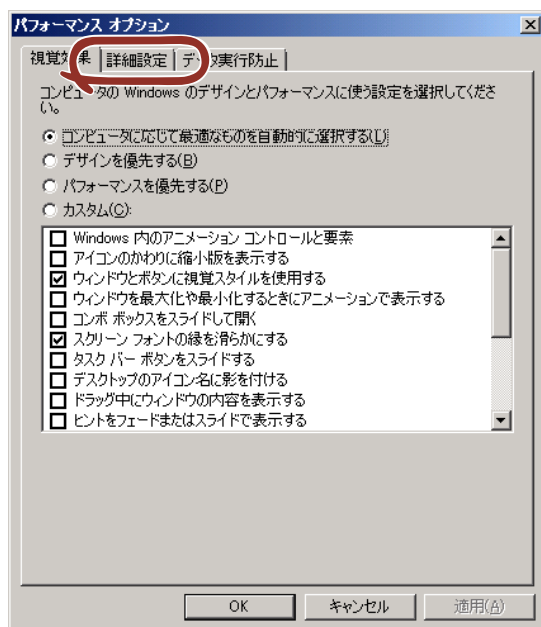 パフォーマンス オプション
視覚効果 詳細設定 データ実行防止
コンピュータの Windows のデザインとパフォーマンスに使う設定を選択してくださ
い。
コンピュータに応じて最適なものを自動的に選択する(L)
デザインを優先する(B)
パフォーマンスを優先する(P)
カスタム(C):
Windows 内のアニメーション コントロールと要素
アイコンのかわりに縮小版を表示する
ウィンドウとボタンに視覚スタイルを使用する
ウィンドウを最大化や最小化するときにアニメーションで表示する
コンボ ボックスをスライドして開く
スクリーン フォントの縁を滑らかにする
タスク バー ボタンをスライドする
デスクトップのアイコン名に影を付ける
ドラッグ中にウィンドウの内容を表示する
ヒントをフェードまたはスライドで表示する
OK キャンセル 適用(A)